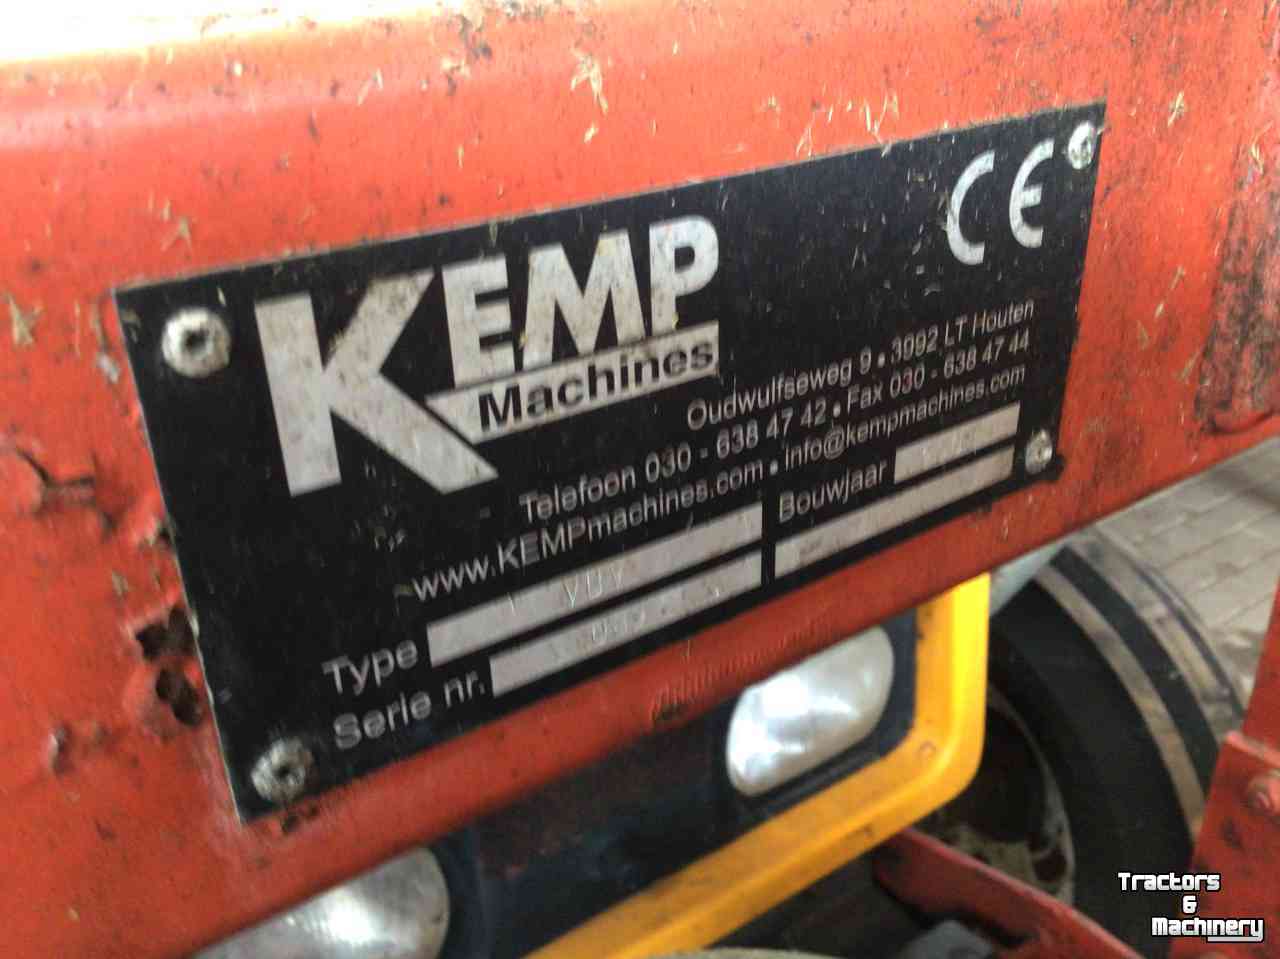 KEMP
Machines
CE
Oudwulfseweg 9 • 3992 LT Houten
Telefoon 030 - 638 47 42 • Fax 030 - 638 47 44
www.KEMPmachines.com • info@kempmachines.com
Type Bouwjaar
Serie nr.
Tractors
&
Machinery